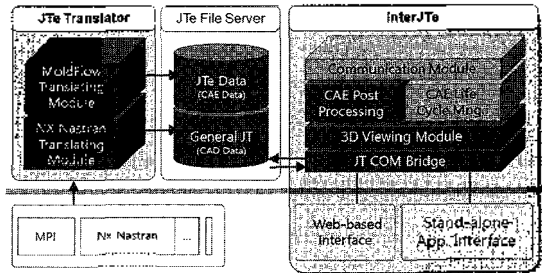 JTe Translator
MoldFlow
Translating
Module
NX Nastran
Translating
Module
JTe File Server
JTe Data
(CAE Data)
General JT
(CAD Data)
InterJTe
Communication Module
CAE Post
Processing
CAE Life
Cycle Mng
3D Viewing Module
JT COM Bridge
MPI
Nx Nastran
...
Web-based
Interface
Stand-alone
App. Interface